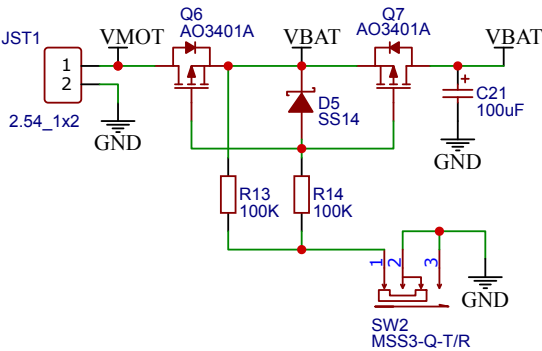 Q6
AO3401A
Q7
AO3401A
JST1
VMOT
VBAT
VBAT
1
2
D5
SS14
C21
100uF
2.54_1x2
GND
GND
R13
100K
R14
100K
1
2
3
GND
SW2
MSS3-Q-T/R